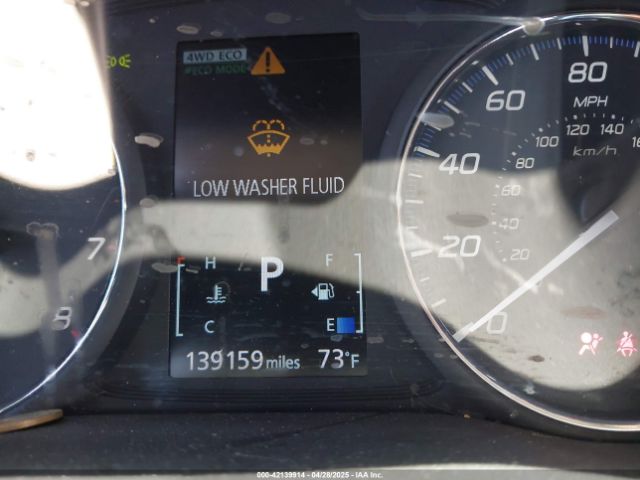 4WD ECO
ECO MODE
LOW WASHER FLUID
H
F
P
C
E
139159 miles 73°F
7
8
0
20
40
60
80
MPH
20
40
60
80
100
120
140
km/h
000-42139914 - 04/28/2025 - IAA Inc.